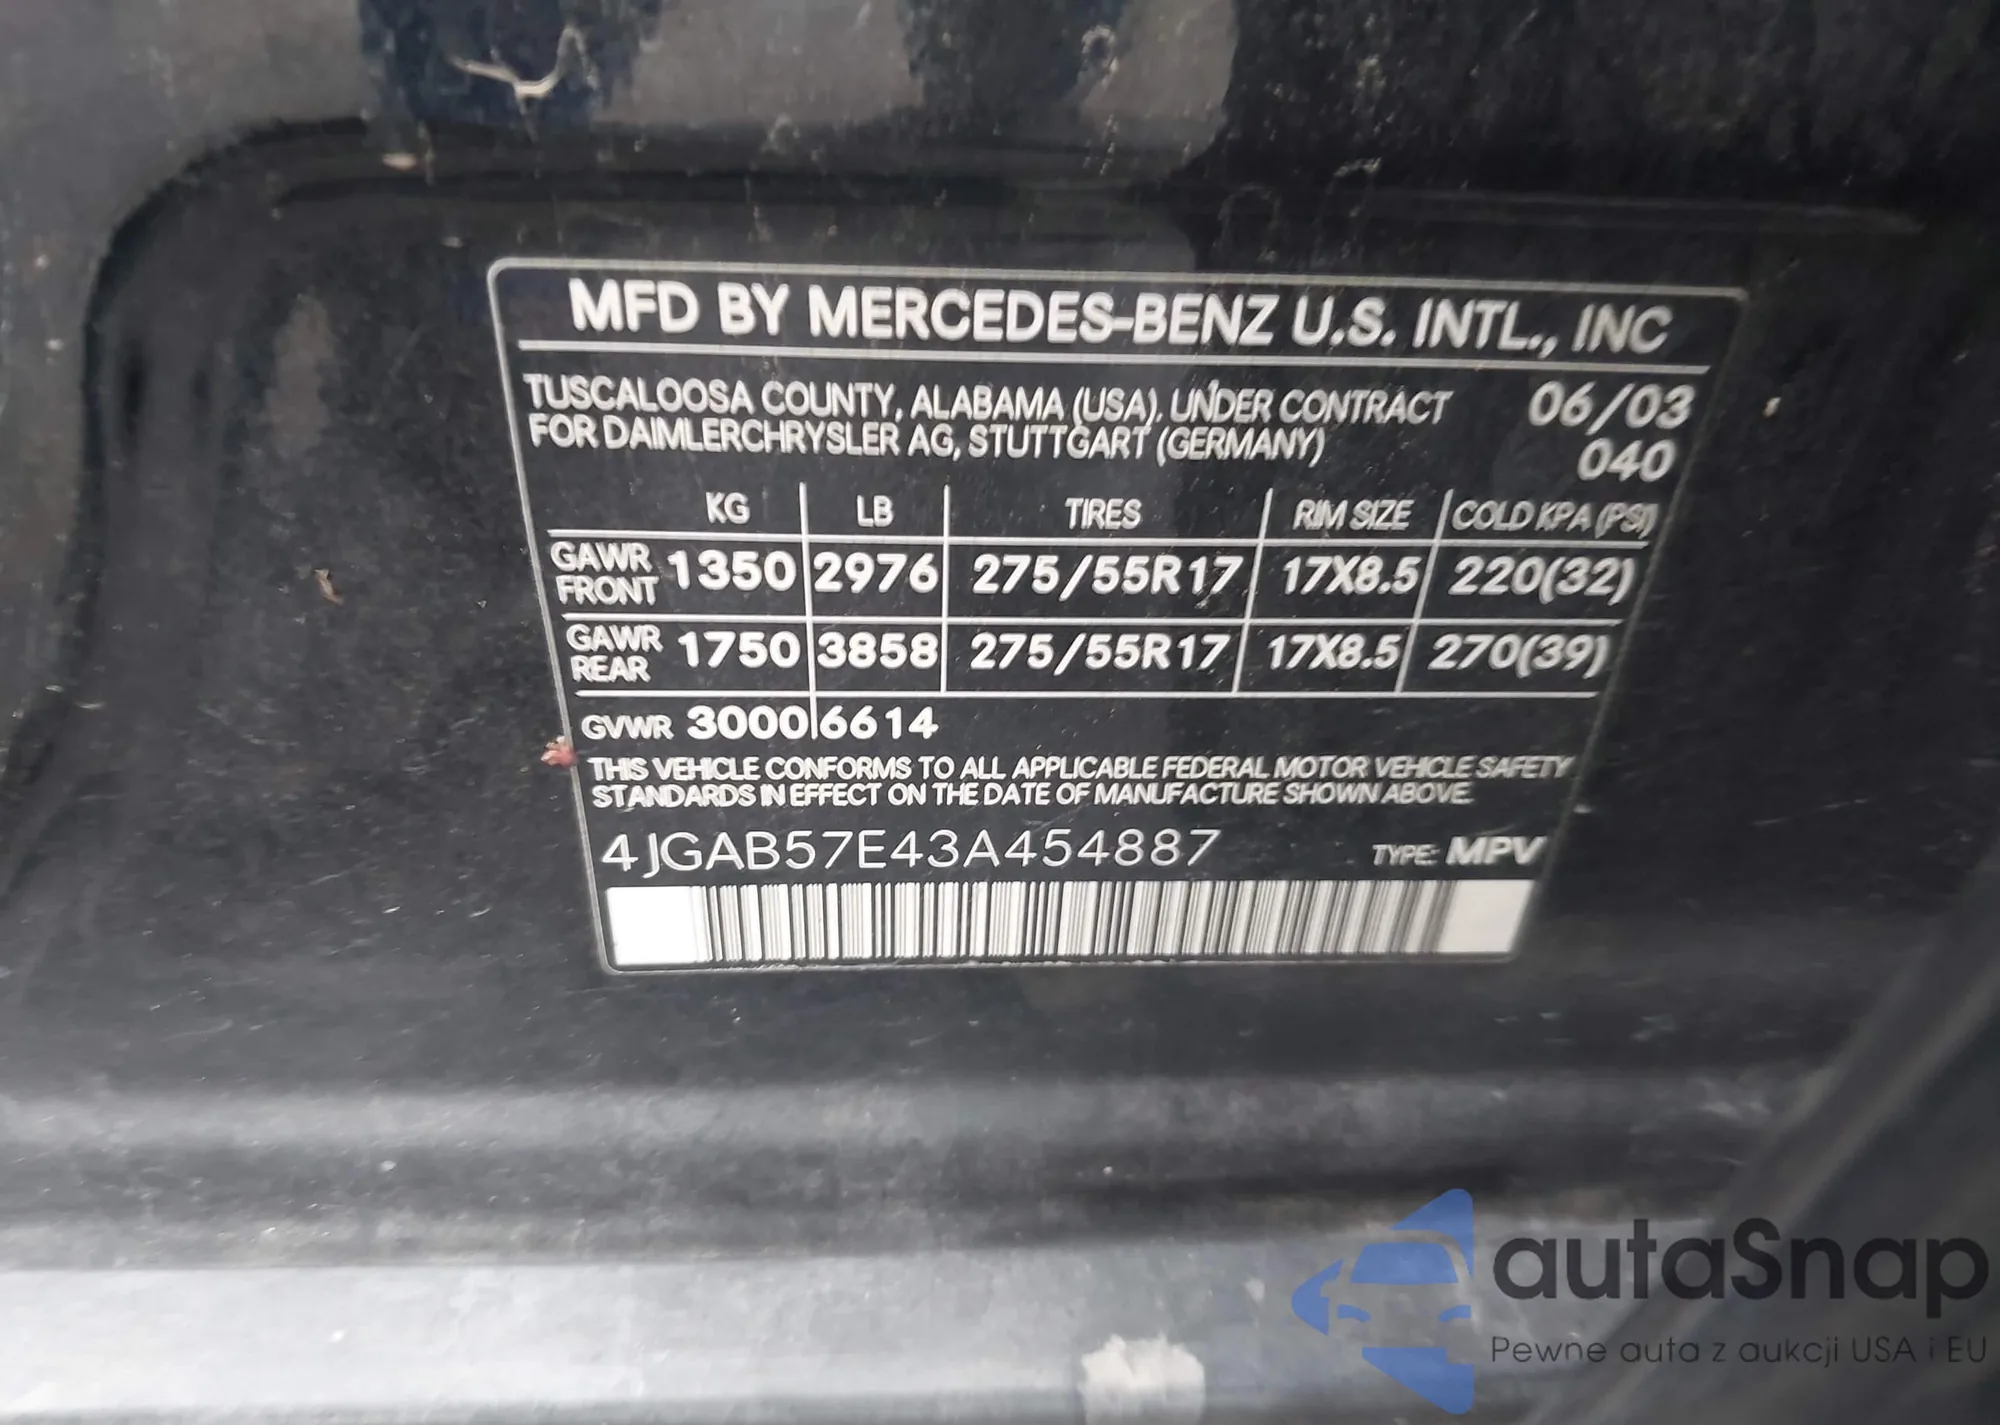 MFD BY MERCEDES-BENZ U.S. INTL., INC
TUSCALOOSA COUNTY, ALABAMA (USA), UNDER CONTRACT 06/03
FOR DAIMLERCHRYSLER AG, STUTTGART (GERMANY) 040
KG LB TIRES RIM SIZE COLD KPA (PSI)
GAWR FRONT 1350 2976 275/55R17 17X8.5 220(32)
GAWR REAR 1750 3858 275/55R17 17X8.5 270(39)
GVWR 3000 6614
THIS VEHICLE CONFORMS TO ALL APPLICABLE FEDERAL MOTOR VEHICLE SAFETY
STANDARDS IN EFFECT ON THE DATE OF MANUFACTURE SHOWN ABOVE.
4JGAB57E43A454887 TYPE: MPV
autaSnap
Pewne auta z aukcji USA i EU